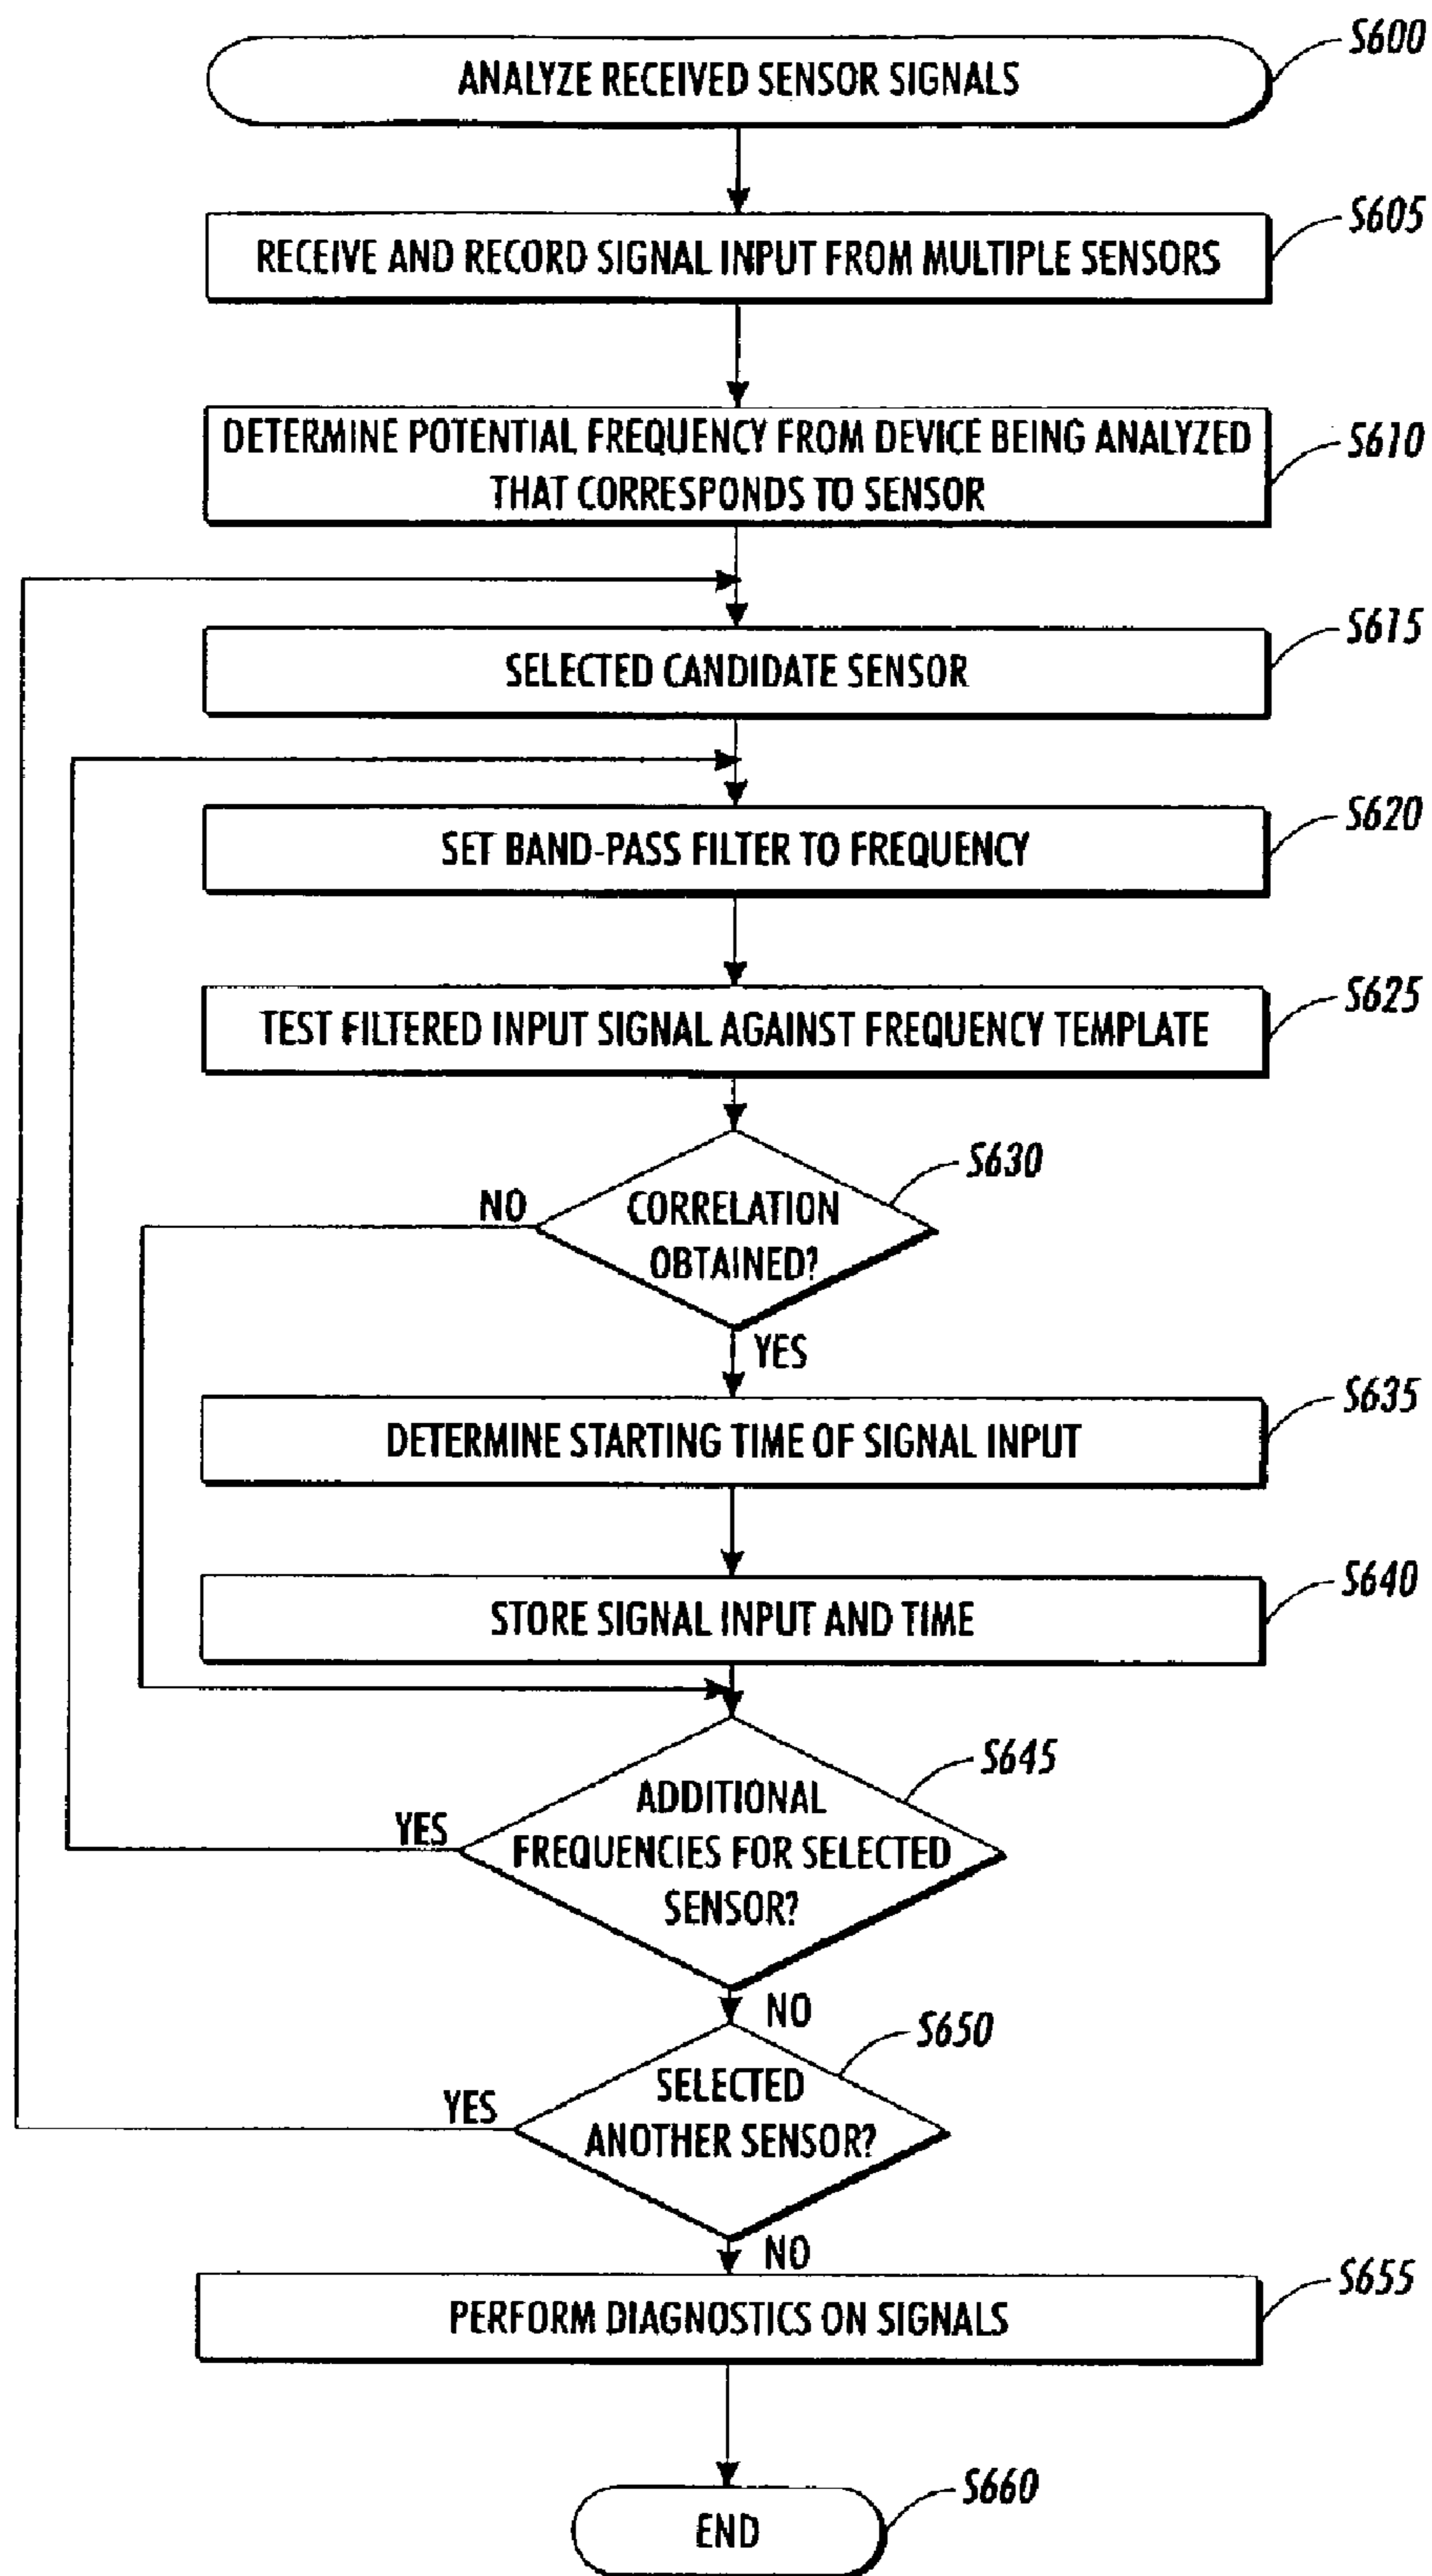 S600
ANALYZE RECEIVED SENSOR SIGNALS
S605
RECEIVE AND RECORD SIGNAL INPUT FROM MULTIPLE SENSORS
S610
DETERMINE POTENTIAL FREQUENCY FROM DEVICE BEING ANALYZED
THAT CORRESPONDS TO SENSOR
S615
SELECTED CANDIDATE SENSOR
S620
SET BAND-PASS FILTER TO FREQUENCY
S625
TEST FILTERED INPUT SIGNAL AGAINST FREQUENCY TEMPLATE
S630
NO
CORRELATION
OBTAINED?
YES
S635
DETERMINE STARTING TIME OF SIGNAL INPUT
S640
STORE SIGNAL INPUT AND TIME
S645
YES
ADDITIONAL
FREQUENCIES FOR SELECTED
SENSOR?
NO
S650
YES
SELECTED
ANOTHER SENSOR?
NO
S655
PERFORM DIAGNOSTICS ON SIGNALS
S660
END